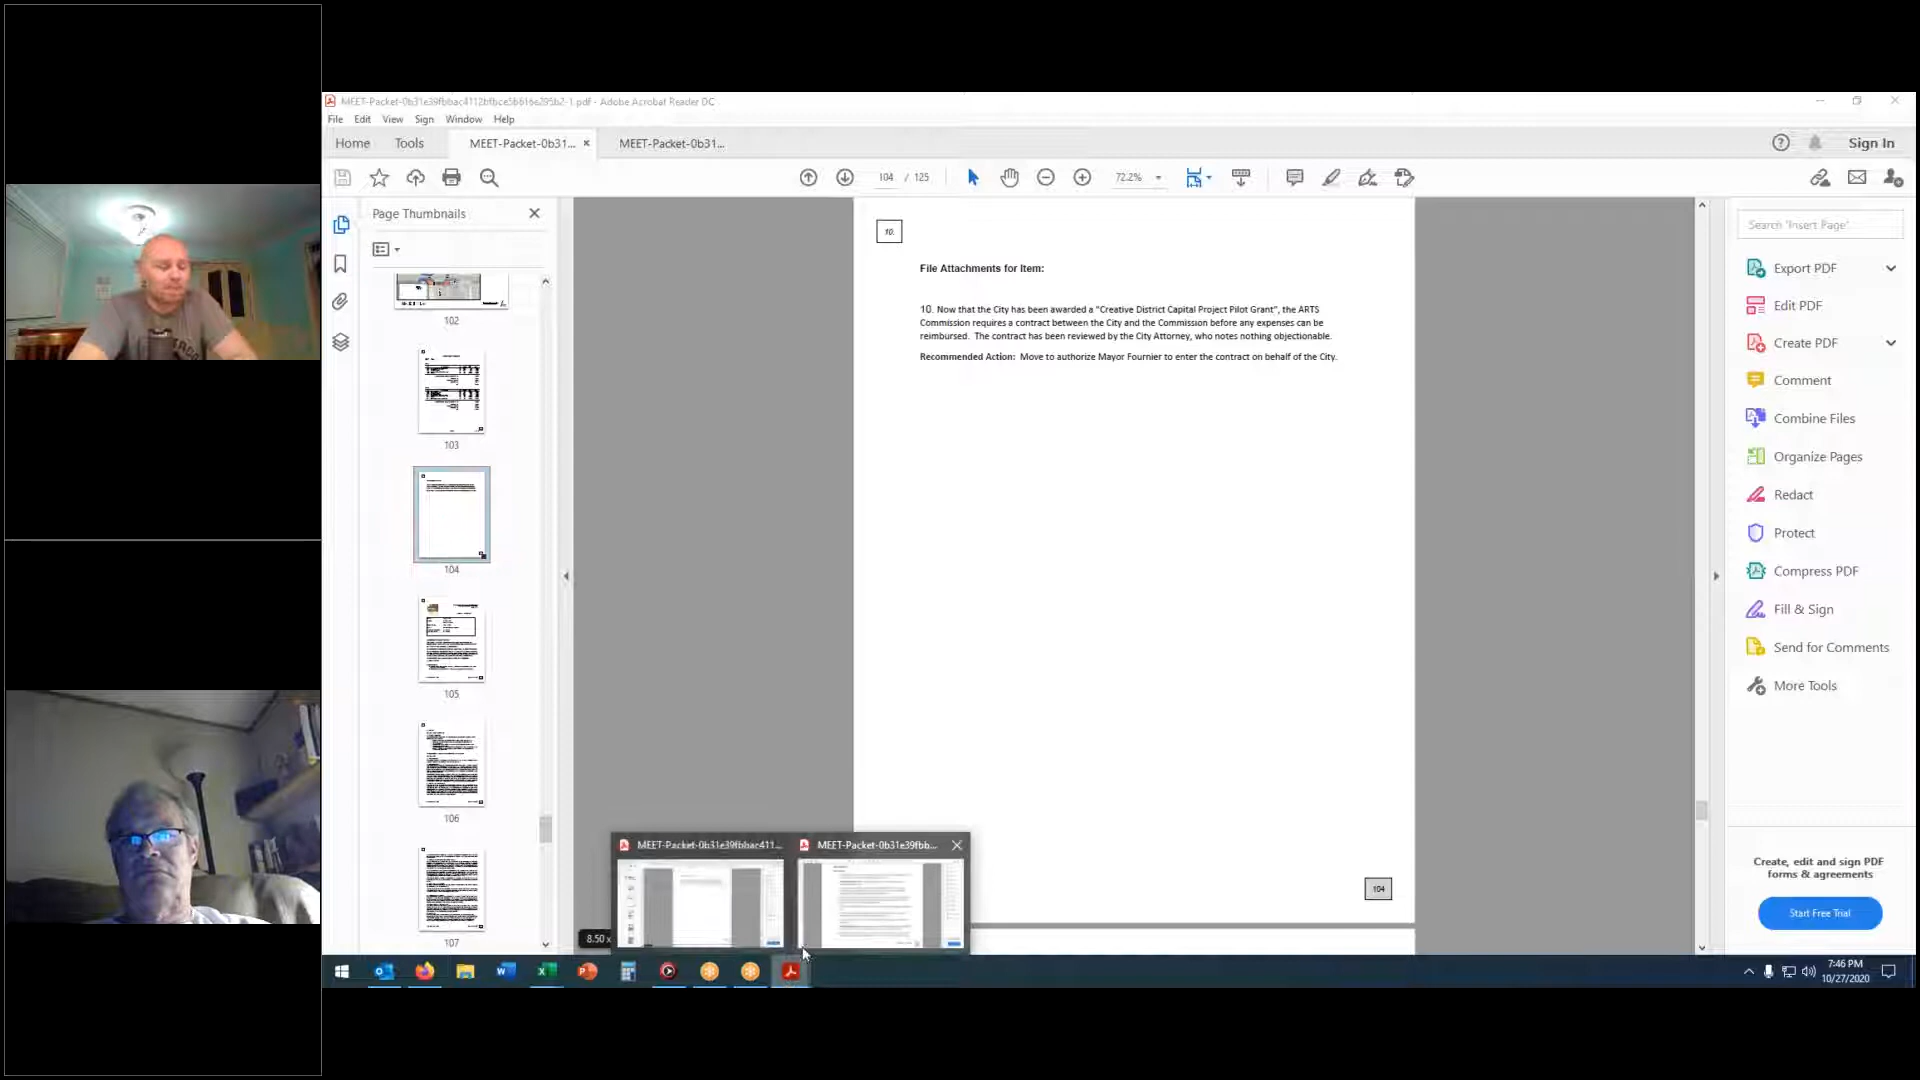 MEET-Packet-0b31e39fbbac4112bfbce5b616e295b2-1.pdf - Adobe Acrobat Reader DC
File Edit View Sign Window Help
Home Tools MEET-Packet-0b31... MEET-Packet-0b31... Sign In
104 / 125 72.2%
Page Thumbnails
102
103
104
105
106
107
10.
File Attachments for Item:
10. Now that the City has been awarded a "Creative District Capital Project Pilot Grant", the ARTS
Commission requires a contract between the City and the Commission before any expenses can be
reimbursed. The contract has been reviewed by the City Attorney, who notes nothing objectionable.
Recommended Action: Move to authorize Mayor Fournier to enter the contract on behalf of the City.
104
Search "Insert Page"
Export PDF
Edit PDF
Create PDF
Comment
Combine Files
Organize Pages
Redact
Protect
Compress PDF
Fill & Sign
Send for Comments
More Tools
Create, edit and sign PDF
forms & agreements
Start Free Trial
MEET-Packet-0b31e39fbbac411... MEET-Packet-0b31e39fbb...
8.50 x
7:46 PM
10/27/2020